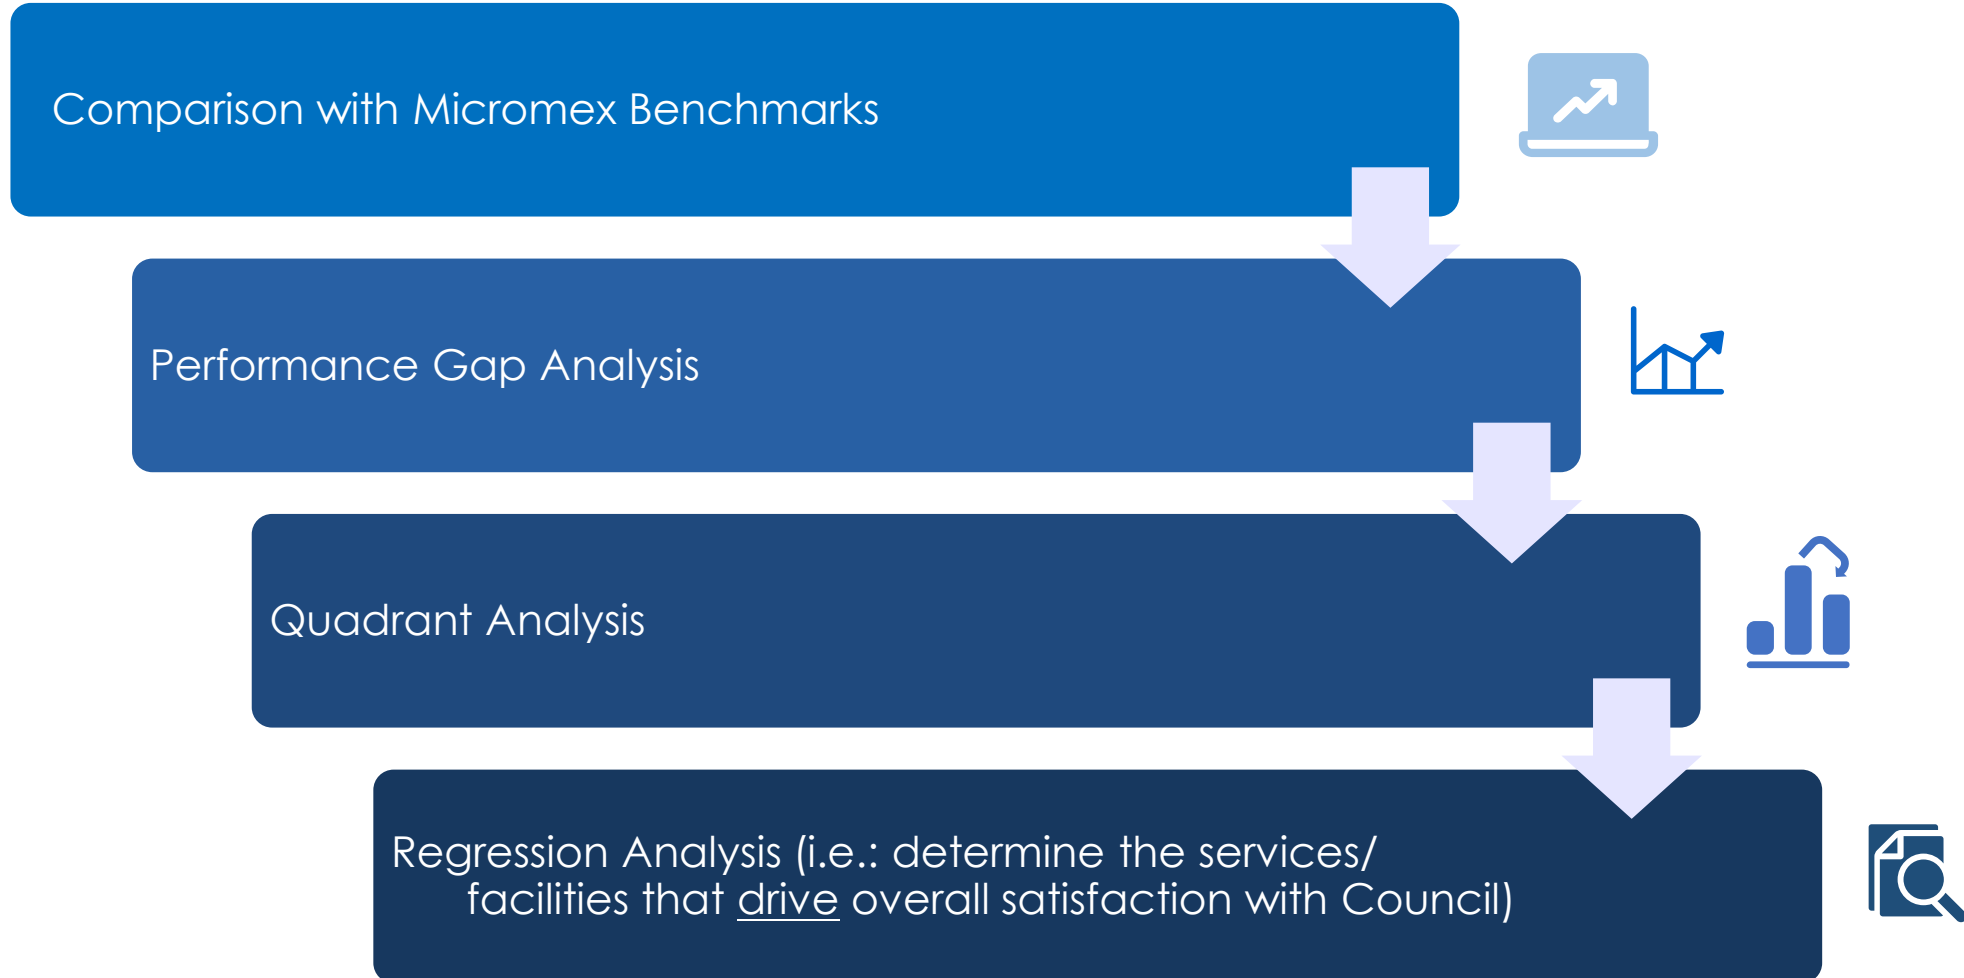 Comparison with Micromex Benchmarks
Performance Gap Analysis
Quadrant Analysis
Regression Analysis (i.e.: determine the services/
facilities that drive overall satisfaction with Council)